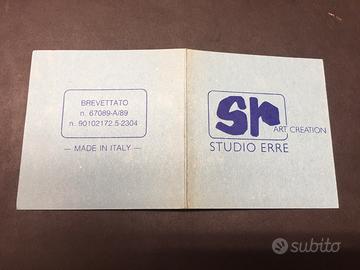 BREVETTATO
n. 67089-A/89
n. 90102172.5-2304
— MADE IN ITALY —
sr
ART CREATION
STUDIO ERRE
subito